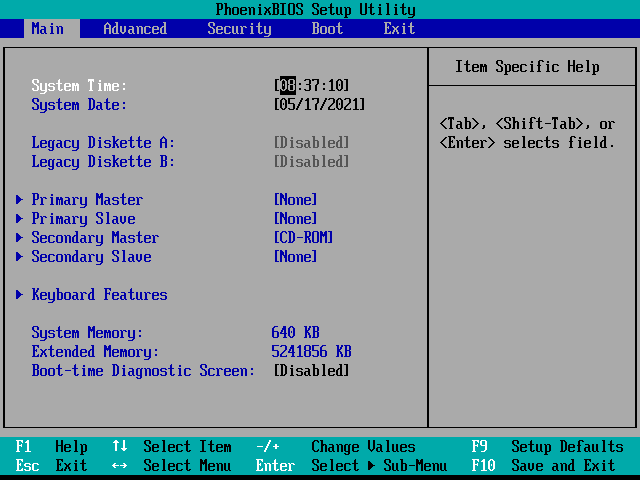 PhoenixBIOS Setup Utility
Main Advanced Security Boot Exit
Item Specific Help
System Time: [08:37:10]
System Date: [05/17/2021]
<Tab>, <Shift-Tab>, or
<Enter> selects field.
Legacy Diskette A: [Disabled]
Legacy Diskette B: [Disabled]
Primary Master [None]
Primary Slave [None]
Secondary Master [CD-ROM]
Secondary Slave [None]
Keyboard Features
System Memory: 640 KB
Extended Memory: 5241856 KB
Boot-time Diagnostic Screen: [Disabled]
F1 Help ↑↓ Select Item -/+ Change Values F9 Setup Defaults
Esc Exit ↔ Select Menu Enter Select ▶ Sub-Menu F10 Save and Exit